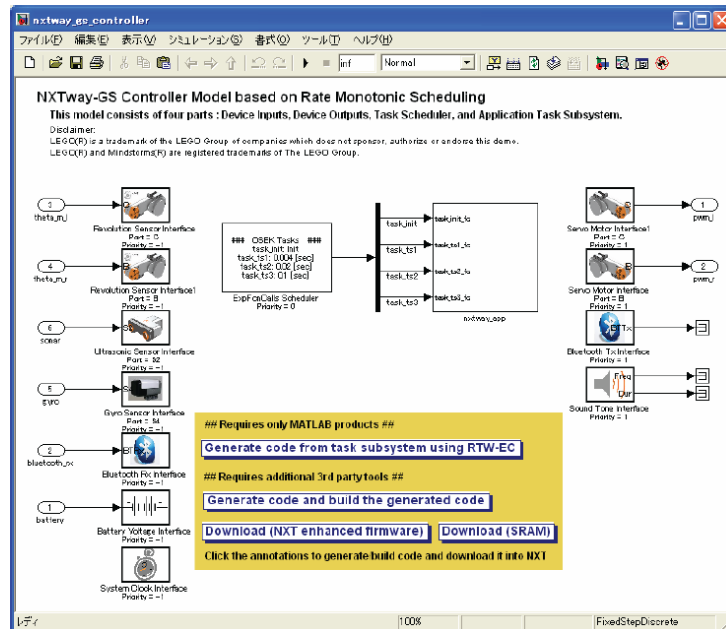 nxtway_gs_controller
ファイル(F) 編集(E) 表示(V) シミュレーション(S) 書式(O) ツール(T) ヘルプ(H)
inf Normal
NXTway-GS Controller Model based on Rate Monotonic Scheduling
This model consists of four parts : Device Inputs, Device Outputs, Task Scheduler, and Application Task Subsystem.
Disclaimer:
LEGO(R) is a trademark of the LEGO Group of companies which does not sponsor, authorize or endorse this demo.
LEGO(R) and Mindstorms(R) are registered trademarks of The LEGO Group.
3
theta_m_l
C
Revolution Sensor Interface
Port = C
Priority = -1
4
B
Revolution Sensor Interface1
Port = B
Priority = -1
6
sonar
Ultrasonic Sensor Interface
Port = S2
Priority = -1
5
gyro
Gyro Sensor Interface
Port = S4
Priority = -1
2
bluetooth_rx
Bluetooth Rx Interface
Priority = -1
1
battery
Battery Voltage Interface
Priority = -1
System Clock Interface
Priority = -1
### OSEK Tasks ###
task_init: init
task_ts1: 0.004 [sec]
task_ts2: 0.02 [sec]
task_ts3: 0.1 [sec]
ExpFcnCalls Scheduler
Priority = 0
task_init
task_ts1
task_ts2
task_ts3
task_init_fc
task_ts1_fc
task_ts2_fc
task_ts3_fc
nxtway_app
C
1
pwm_l
Servo Motor Interface1
Port = C
Priority = 1
B
2
pwm_r
Servo Motor Interface
Port = B
Priority = 1
BTTx
Bluetooth Tx Interface
Priority = 1
Freq
Dur
Sound Tone Interface
Priority = 1
## Requires only MATLAB products ##
Generate code from task subsystem using RTW-EC
## Requires additional 3rd party tools ##
Generate code and build the generated code
Download (NXT enhanced firmware) Download (SRAM)
Click the annotations to generate/build code and download it into NXT
レディ 100% FixedStepDiscrete